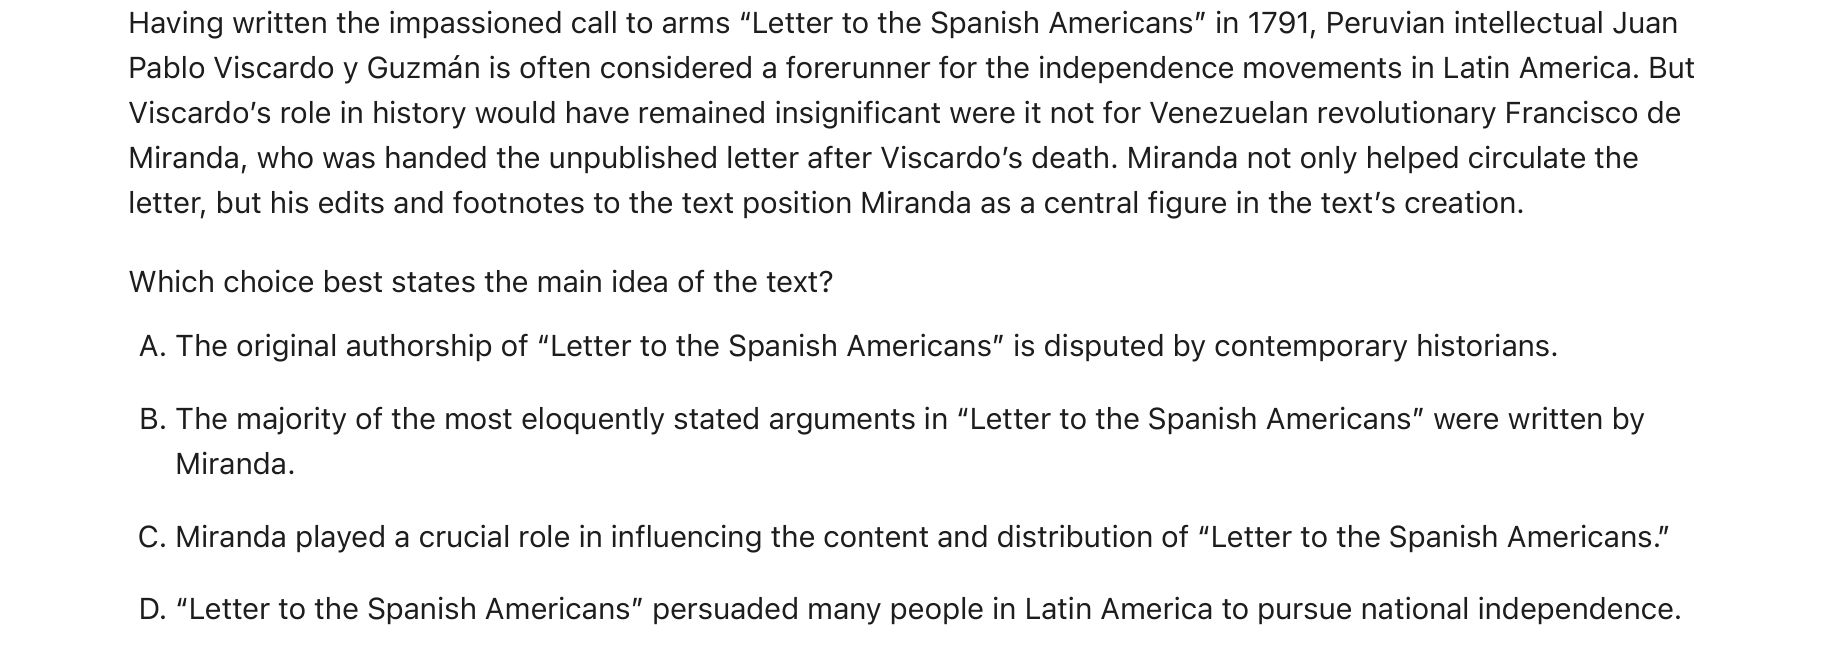 Having written the impassioned call to arms “Letter to the Spanish Americans” in 1791, Peruvian intellectual Juan
Pablo Viscardo y Guzmán is often considered a forerunner for the independence movements in Latin America. But
Viscardo’s role in history would have remained insignificant were it not for Venezuelan revolutionary Francisco de
Miranda, who was handed the unpublished letter after Viscardo’s death. Miranda not only helped circulate the
letter, but his edits and footnotes to the text position Miranda as a central figure in the text’s creation.
Which choice best states the main idea of the text?
A. The original authorship of “Letter to the Spanish Americans” is disputed by contemporary historians.
B. The majority of the most eloquently stated arguments in “Letter to the Spanish Americans” were written by
Miranda.
C. Miranda played a crucial role in influencing the content and distribution of “Letter to the Spanish Americans.”
D. “Letter to the Spanish Americans” persuaded many people in Latin America to pursue national independence.